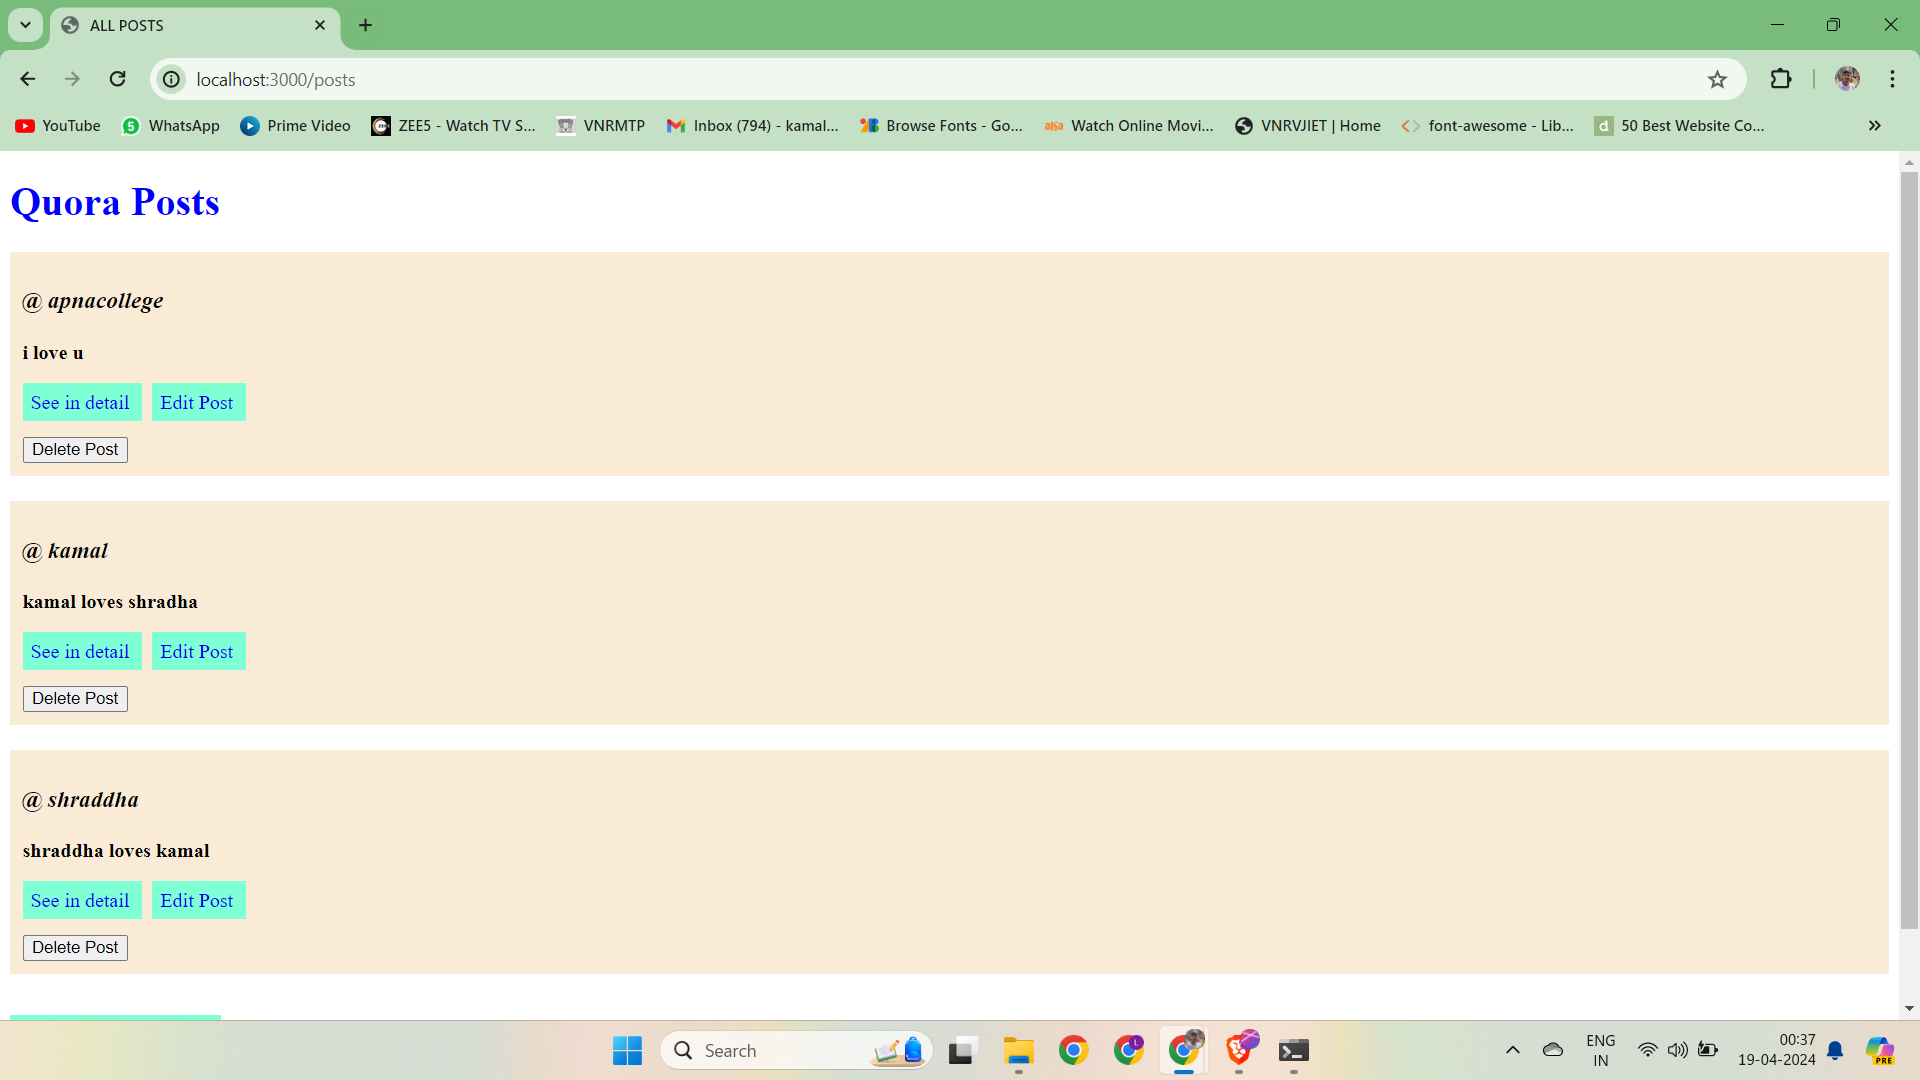 ALL POSTS
localhost:3000/posts
YouTube WhatsApp Prime Video ZEE5 - Watch TV S... VNRMTP Inbox (794) - kamal... Browse Fonts - Go... aha Watch Online Movi... VNRVJIET | Home font-awesome - Lib... d 50 Best Website Co...
Quora Posts
@ apnacollege
i love u
See in detail Edit Post
Delete Post
@ kamal
kamal loves shradha
See in detail Edit Post
Delete Post
@ shraddha
shraddha loves kamal
See in detail Edit Post
Delete Post
Search
ENG
IN
00:37
19-04-2024
PRE